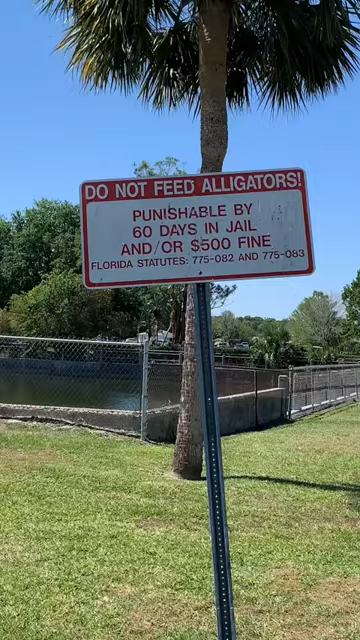 DO NOT FEED ALLIGATORS!
PUNISHABLE BY
60 DAYS IN JAIL
AND/OR $500 FINE
FLORIDA STATUTES: 775-082 AND 775-083